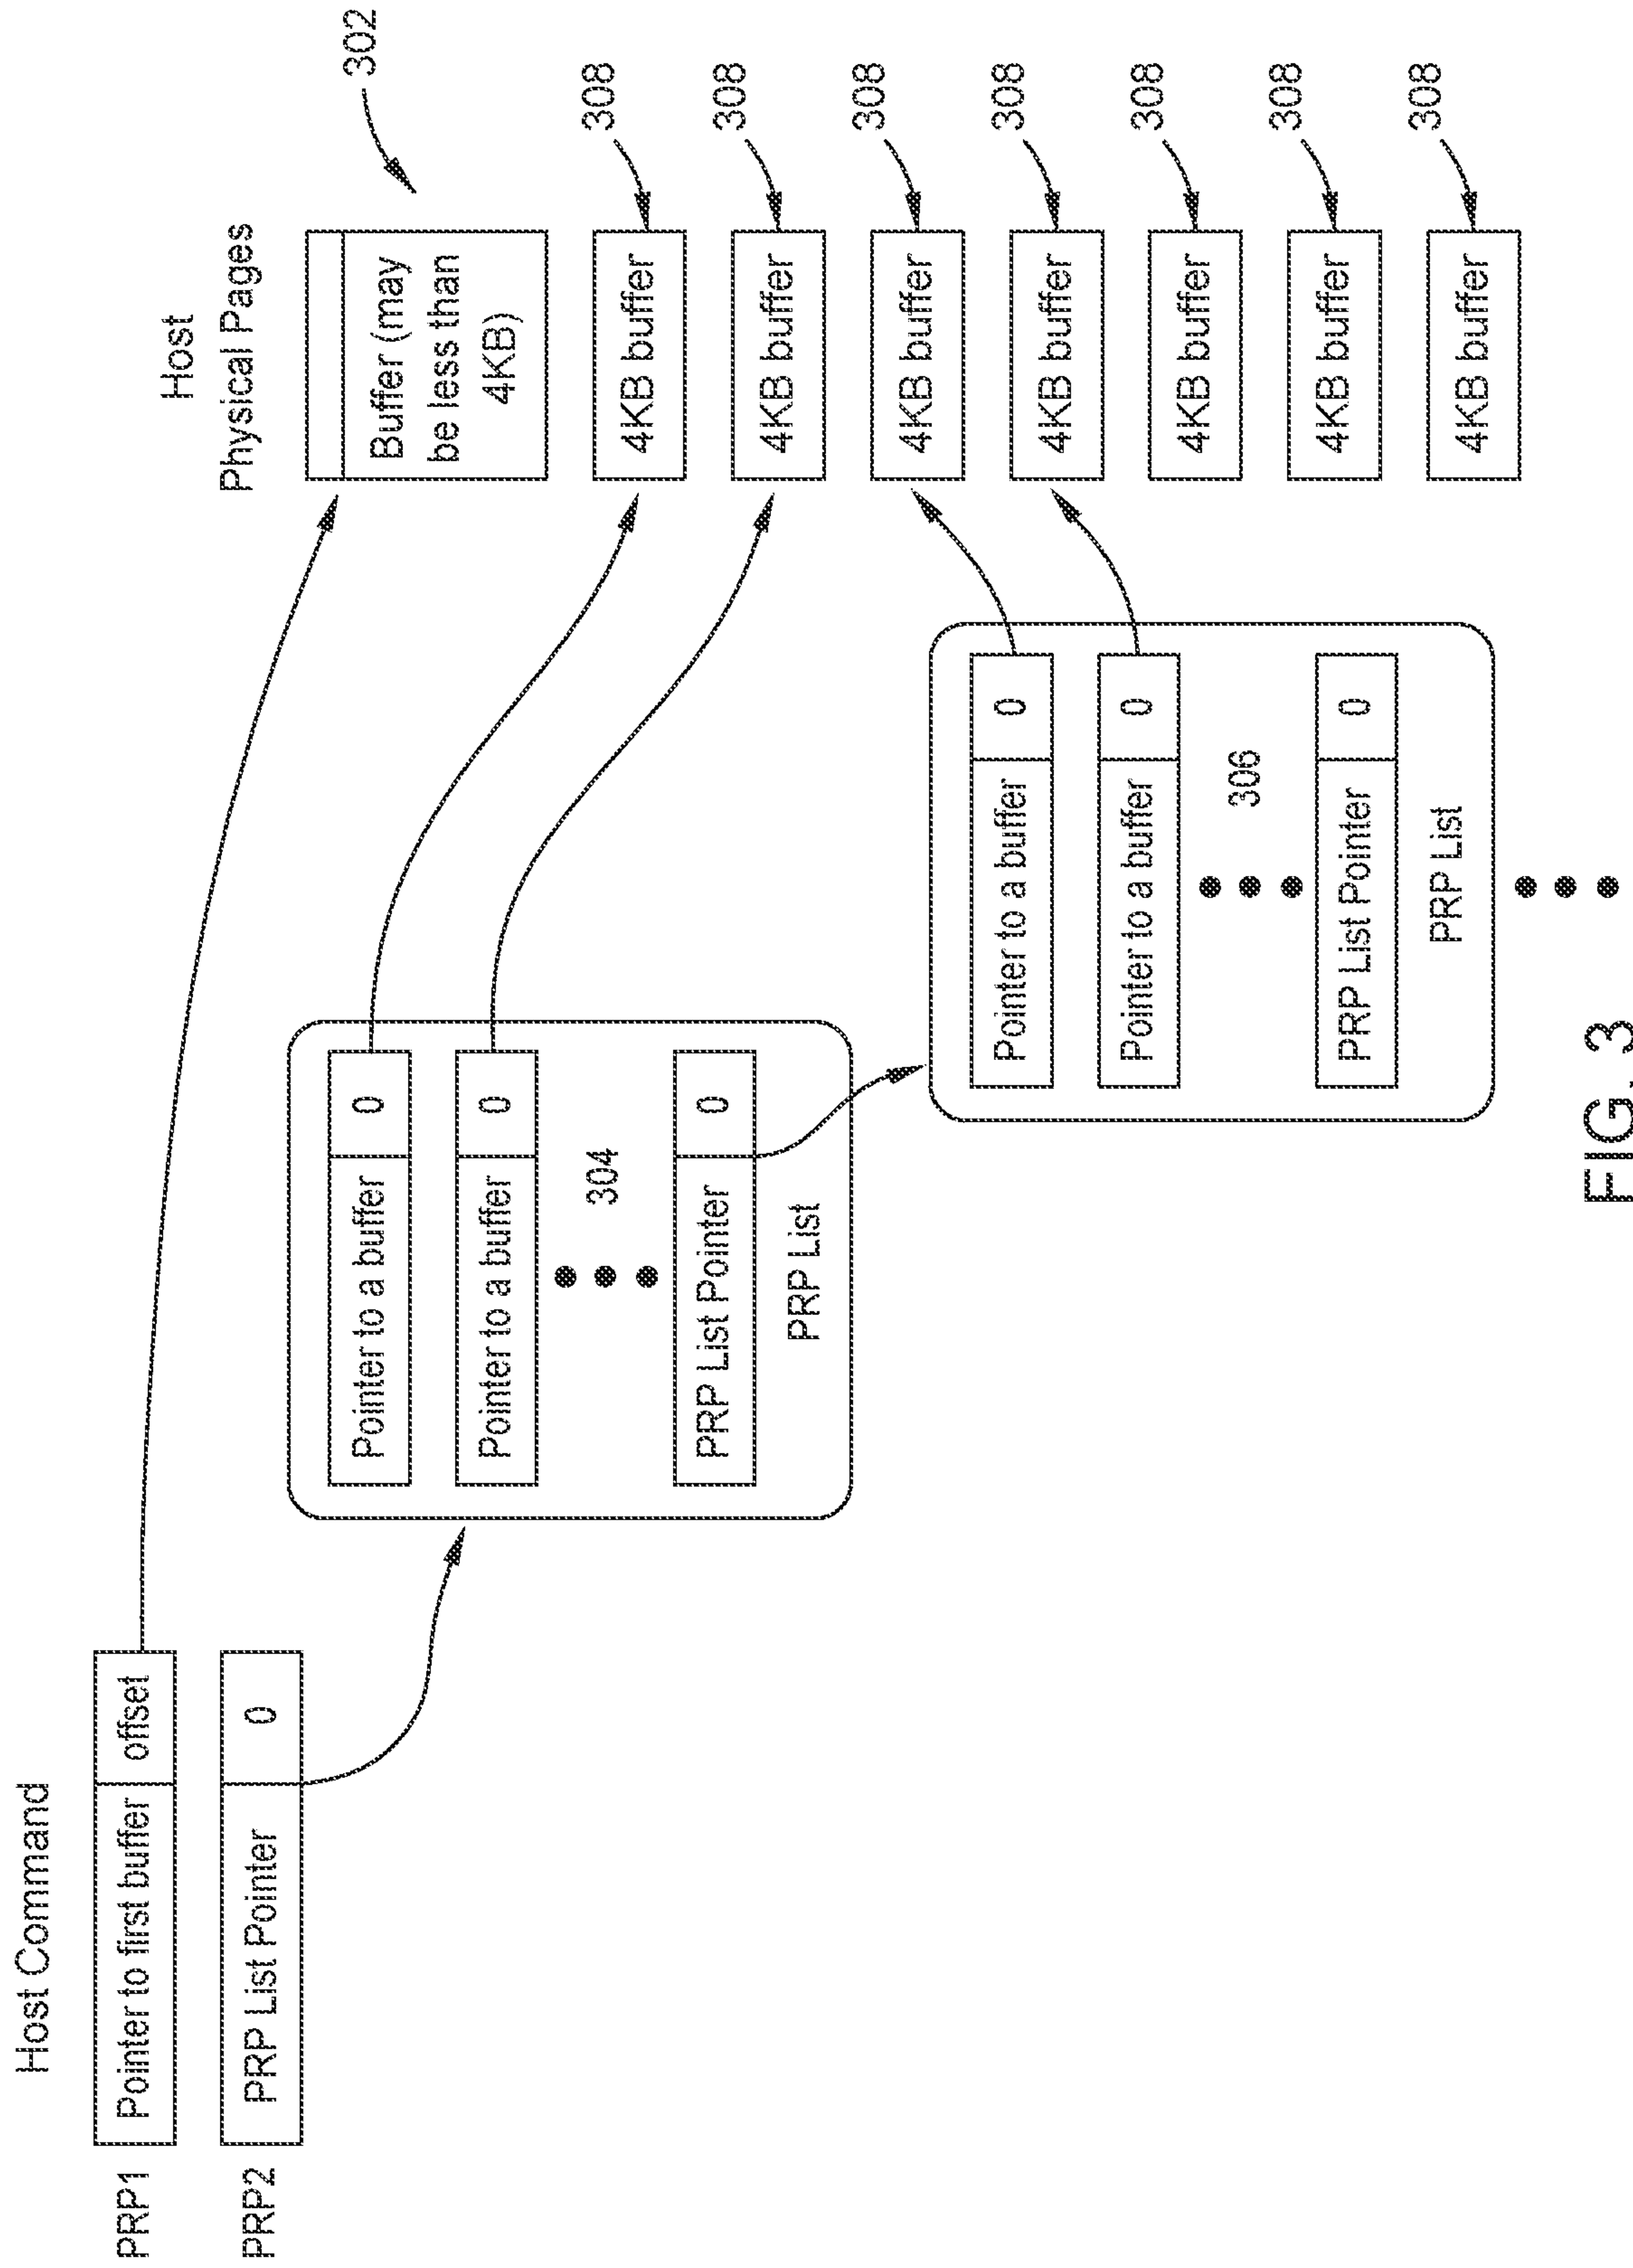 Host Command
PRP1
Pointer to first buffer
offset
PRP2
PRP List Pointer
0
Pointer to a buffer
0
Pointer to a buffer
0
304
PRP List Pointer
0
PRP List
Pointer to a buffer
0
Pointer to a buffer
0
306
PRP List Pointer
0
PRP List
Host
Physical Pages
Buffer (may
be less than
4KB)
302
4KB buffer
308
4KB buffer
308
4KB buffer
308
4KB buffer
308
4KB buffer
308
4KB buffer
308
4KB buffer
308
FIG. 3